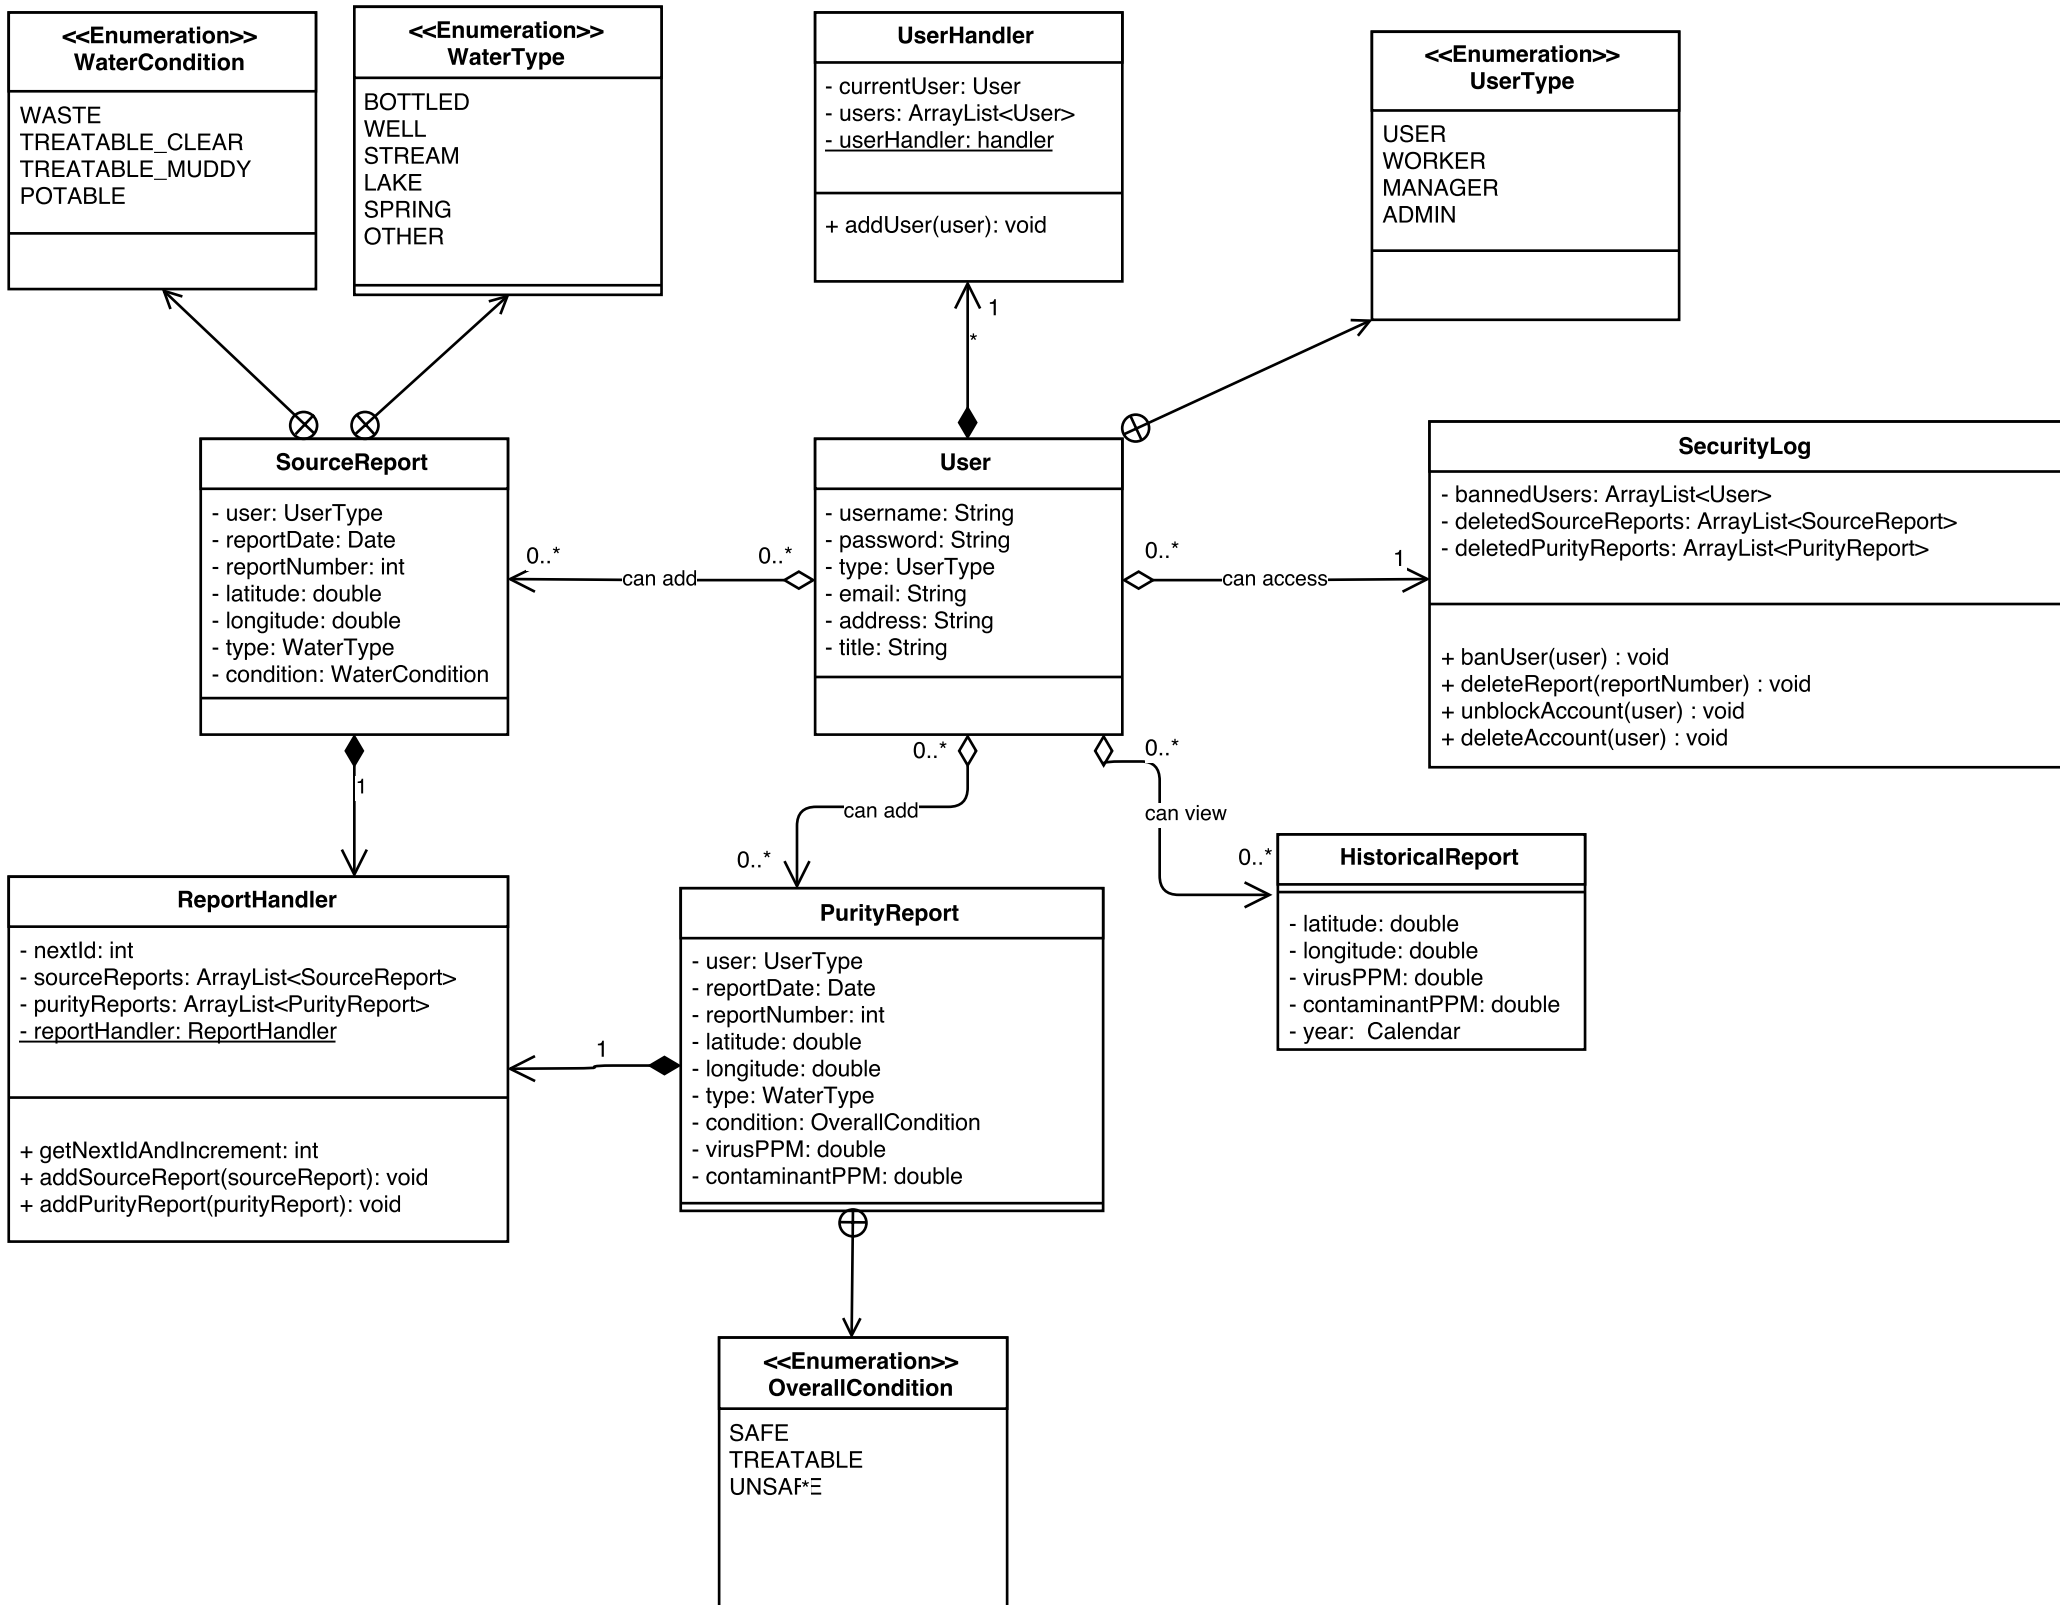 <<Enumeration>>
WaterCondition
WASTE
TREATABLE_CLEAR
TREATABLE_MUDDY
POTABLE
<<Enumeration>>
WaterType
BOTTLED
WELL
STREAM
LAKE
SPRING
OTHER
UserHandler
- currentUser: User
- users: ArrayList<User>
- userHandler: handler
+ addUser(user): void
<<Enumeration>>
UserType
USER
WORKER
MANAGER
ADMIN
1
*
SourceReport
- user: UserType
- reportDate: Date
- reportNumber: int
- latitude: double
- longitude: double
- type: WaterType
- condition: WaterCondition
0..*
can add
0..*
User
- username: String
- password: String
- type: UserType
- email: String
- address: String
- title: String
0..*
can access
1
SecurityLog
- bannedUsers: ArrayList<User>
- deletedSourceReports: ArrayList<SourceReport>
- deletedPurityReports: ArrayList<PurityReport>
+ banUser(user) : void
+ deleteReport(reportNumber) : void
+ unblockAccount(user) : void
+ deleteAccount(user) : void
1
0..*
can add
0..*
0..*
can view
0..*
ReportHandler
- nextId: int
- sourceReports: ArrayList<SourceReport>
- purityReports: ArrayList<PurityReport>
- reportHandler: ReportHandler
+ getNextIdAndIncrement: int
+ addSourceReport(sourceReport): void
+ addPurityReport(purityReport): void
1
PurityReport
- user: UserType
- reportDate: Date
- reportNumber: int
- latitude: double
- longitude: double
- type: WaterType
- condition: OverallCondition
- virusPPM: double
- contaminantPPM: double
HistoricalReport
- latitude: double
- longitude: double
- virusPPM: double
- contaminantPPM: double
- year:  Calendar
<<Enumeration>>
OverallCondition
SAFE
TREATABLE
UNSAFE
*